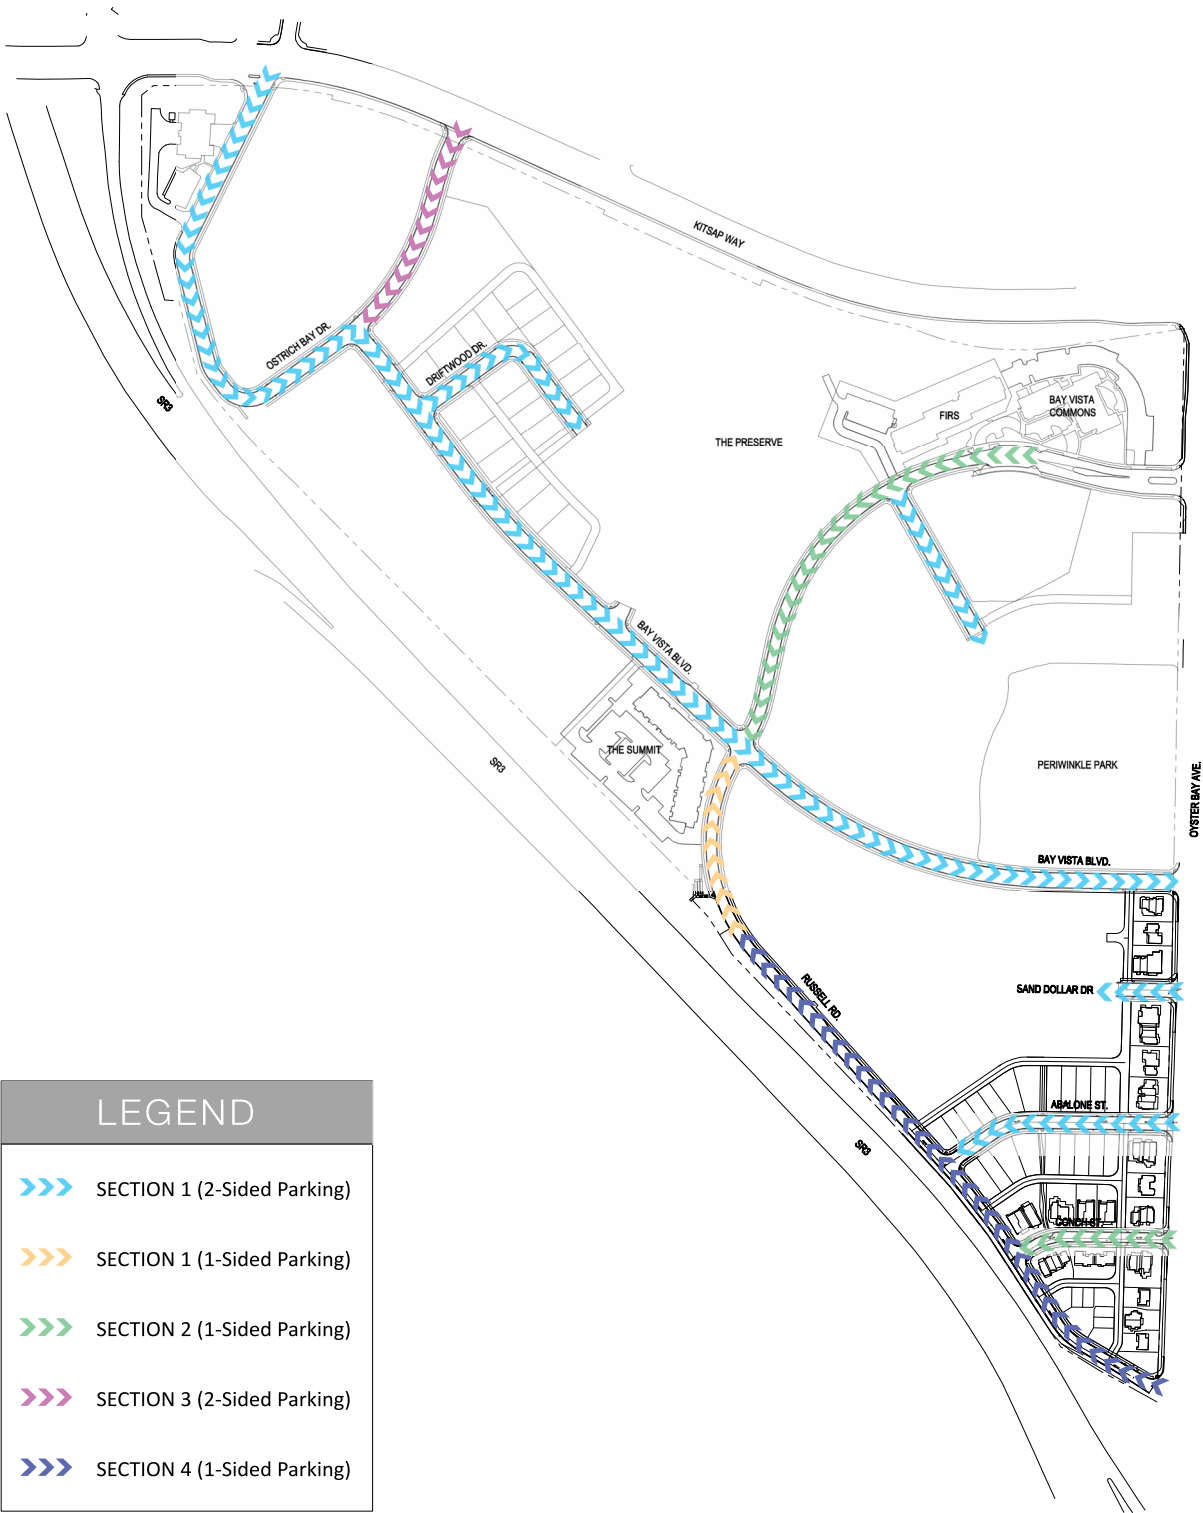 KITSAP WAY
OSTRICH BAY DR.
DRIFTWOOD DR.
SR3
BAY VISTA
COMMONS
FIRS
THE PRESERVE
BAY VISTA BLVD.
THE SUMMIT
SR3
PERIWINKLE PARK
OYSTER BAY AVE.
BAY VISTA BLVD.
SAND DOLLAR DR
RUSSELL RD.
ABALONE ST.
SR3
CONCH ST.
LEGEND
SECTION 1 (2-Sided Parking)
SECTION 1 (1-Sided Parking)
SECTION 2 (1-Sided Parking)
SECTION 3 (2-Sided Parking)
SECTION 4 (1-Sided Parking)